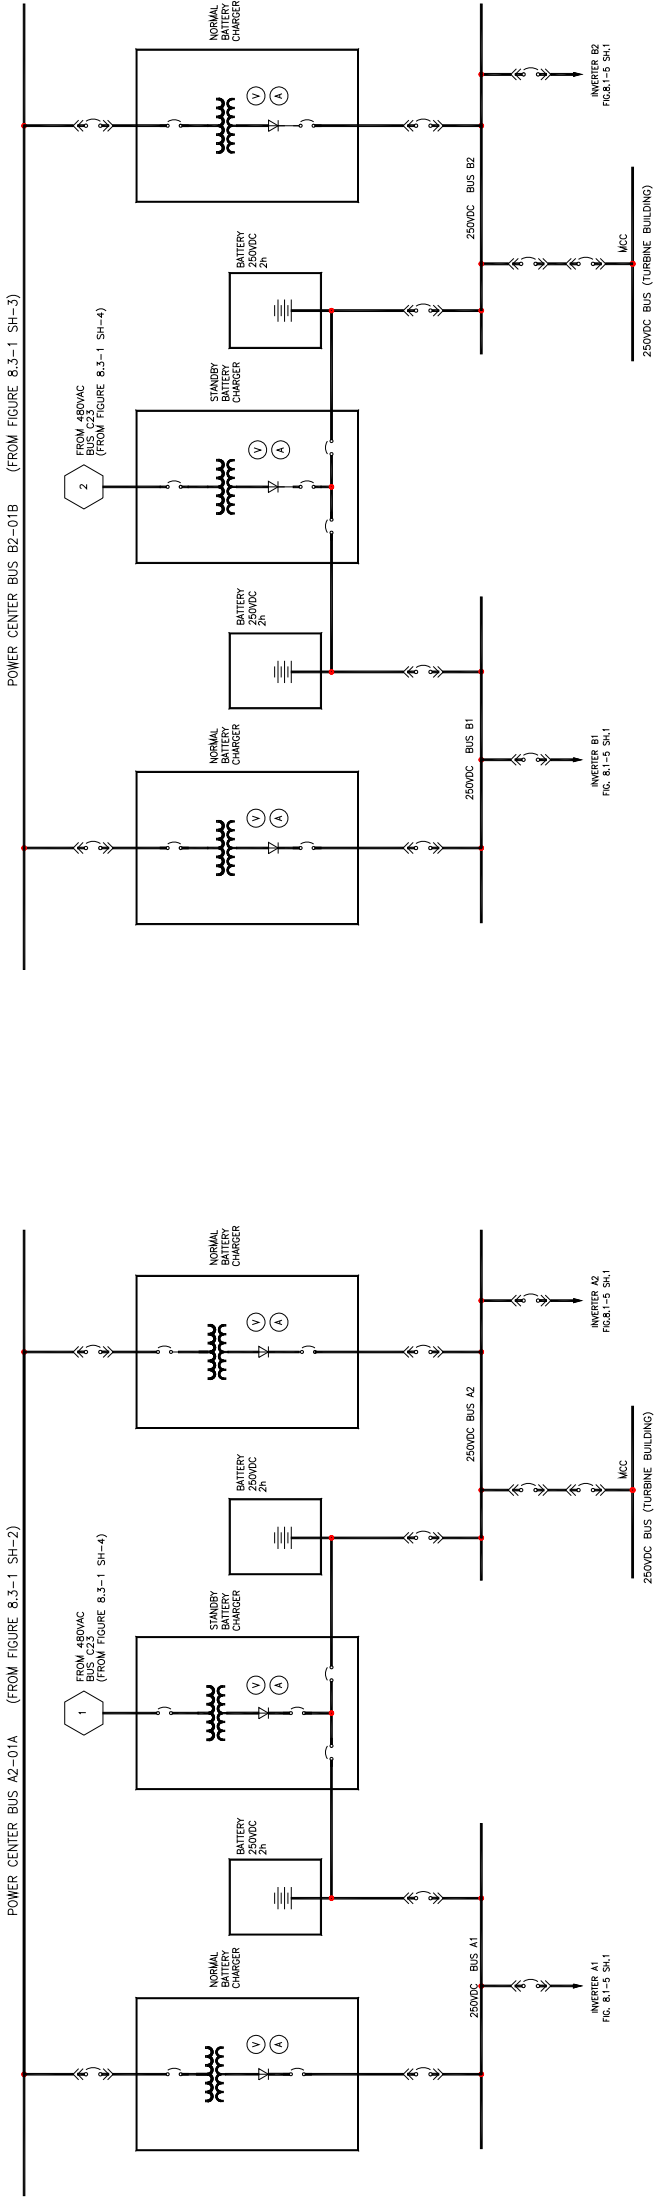 POWER CENTER BUS A2-01A (FROM FIGURE 8.3-1 SH-2)
POWER CENTER BUS B2-01B (FROM FIGURE 8.3-1 SH-3)
1
FROM 480VAC
BUS C23
(FROM FIGURE 8.3-1 SH-4)
2
FROM 480VAC
BUS C23
(FROM FIGURE 8.3-1 SH-4)
NORMAL
BATTERY
CHARGER
V
A
BATTERY
250VDC
2h
STANDBY
BATTERY
CHARGER
V
A
BATTERY
250VDC
2h
NORMAL
BATTERY
CHARGER
V
A
NORMAL
BATTERY
CHARGER
V
A
BATTERY
250VDC
2h
STANDBY
BATTERY
CHARGER
V
A
BATTERY
250VDC
2h
NORMAL
BATTERY
CHARGER
V
A
250VDC BUS A1
250VDC BUS A2
250VDC BUS B1
250VDC BUS B2
INVERTER A1
FIG. 8.1-5 SH.1
MCC
250VDC BUS (TURBINE BUILDING)
INVERTER A2
FIG.8.1-5 SH.1
INVERTER B1
FIG. 8.1-5 SH.1
MCC
250VDC BUS (TURBINE BUILDING)
INVERTER B2
FIG.8.1-5 SH.1